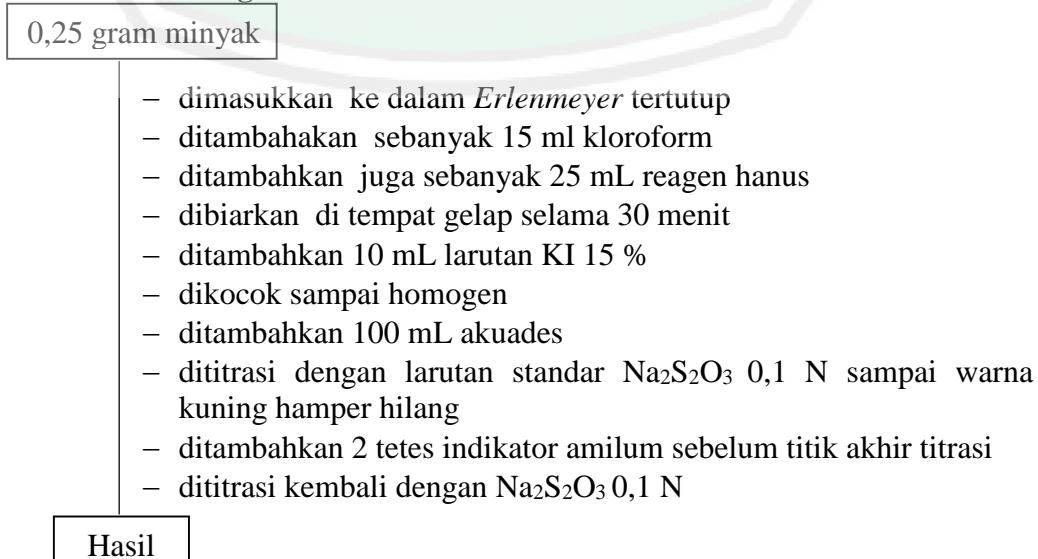 0,25 gram minyak
– dimasukkan ke dalam Erlenmeyer tertutup
– ditambahakan sebanyak 15 ml kloroform
– ditambahkan juga sebanyak 25 mL reagen hanus
– dibiarkan di tempat gelap selama 30 menit
– ditambahkan 10 mL larutan KI 15 %
– dikocok sampai homogen
– ditambahkan 100 mL akuades
– dititrasi dengan larutan standar Na₂S₂O₃ 0,1 N sampai warna
kuning hamper hilang
– ditambahkan 2 tetes indikator amilum sebelum titik akhir titrasi
– dititrasi kembali dengan Na₂S₂O₃ 0,1 N
Hasil